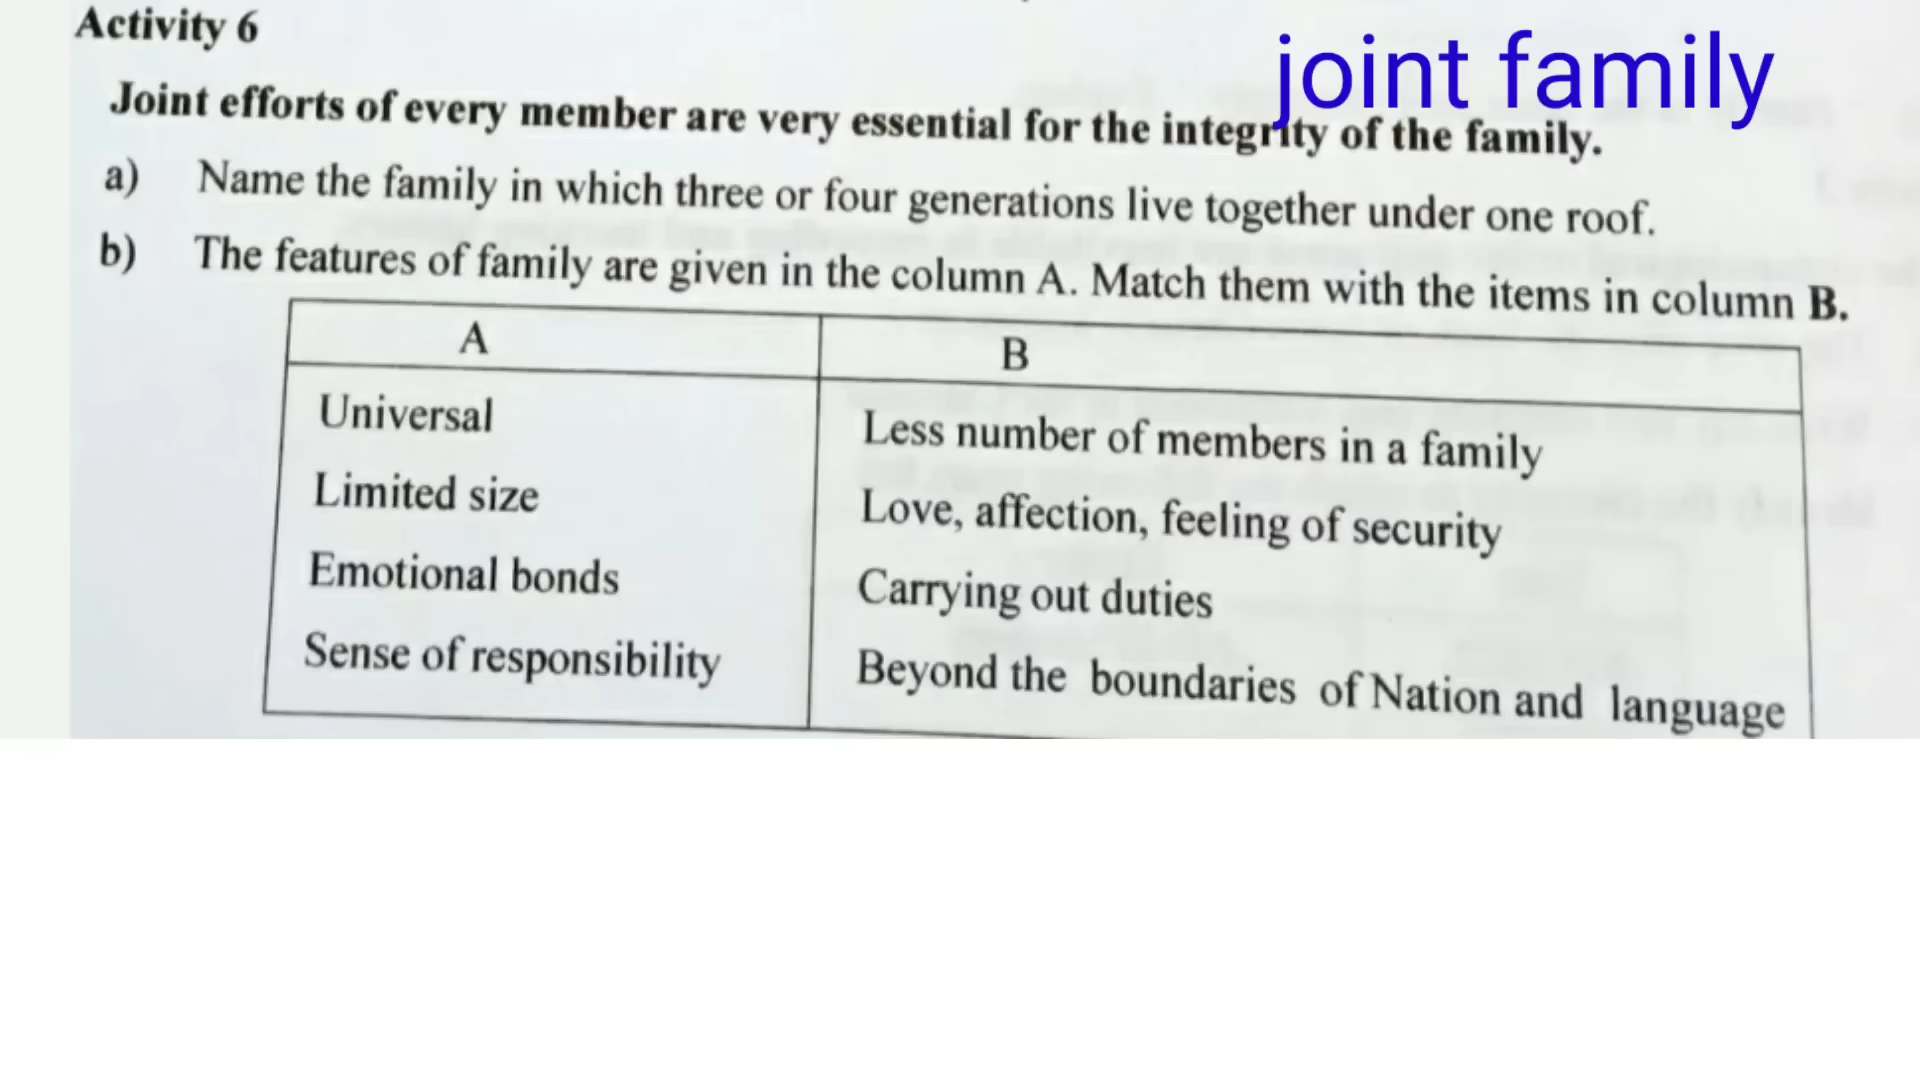 Activity 6
joint family
Joint efforts of every member are very essential for the integrity of the family.
a) Name the family in which three or four generations live together under one roof.
b) The features of family are given in the column A. Match them with the items in column B.
A B
Universal Less number of members in a family
Limited size Love, affection, feeling of security
Emotional bonds Carrying out duties
Sense of responsibility Beyond the boundaries of Nation and language